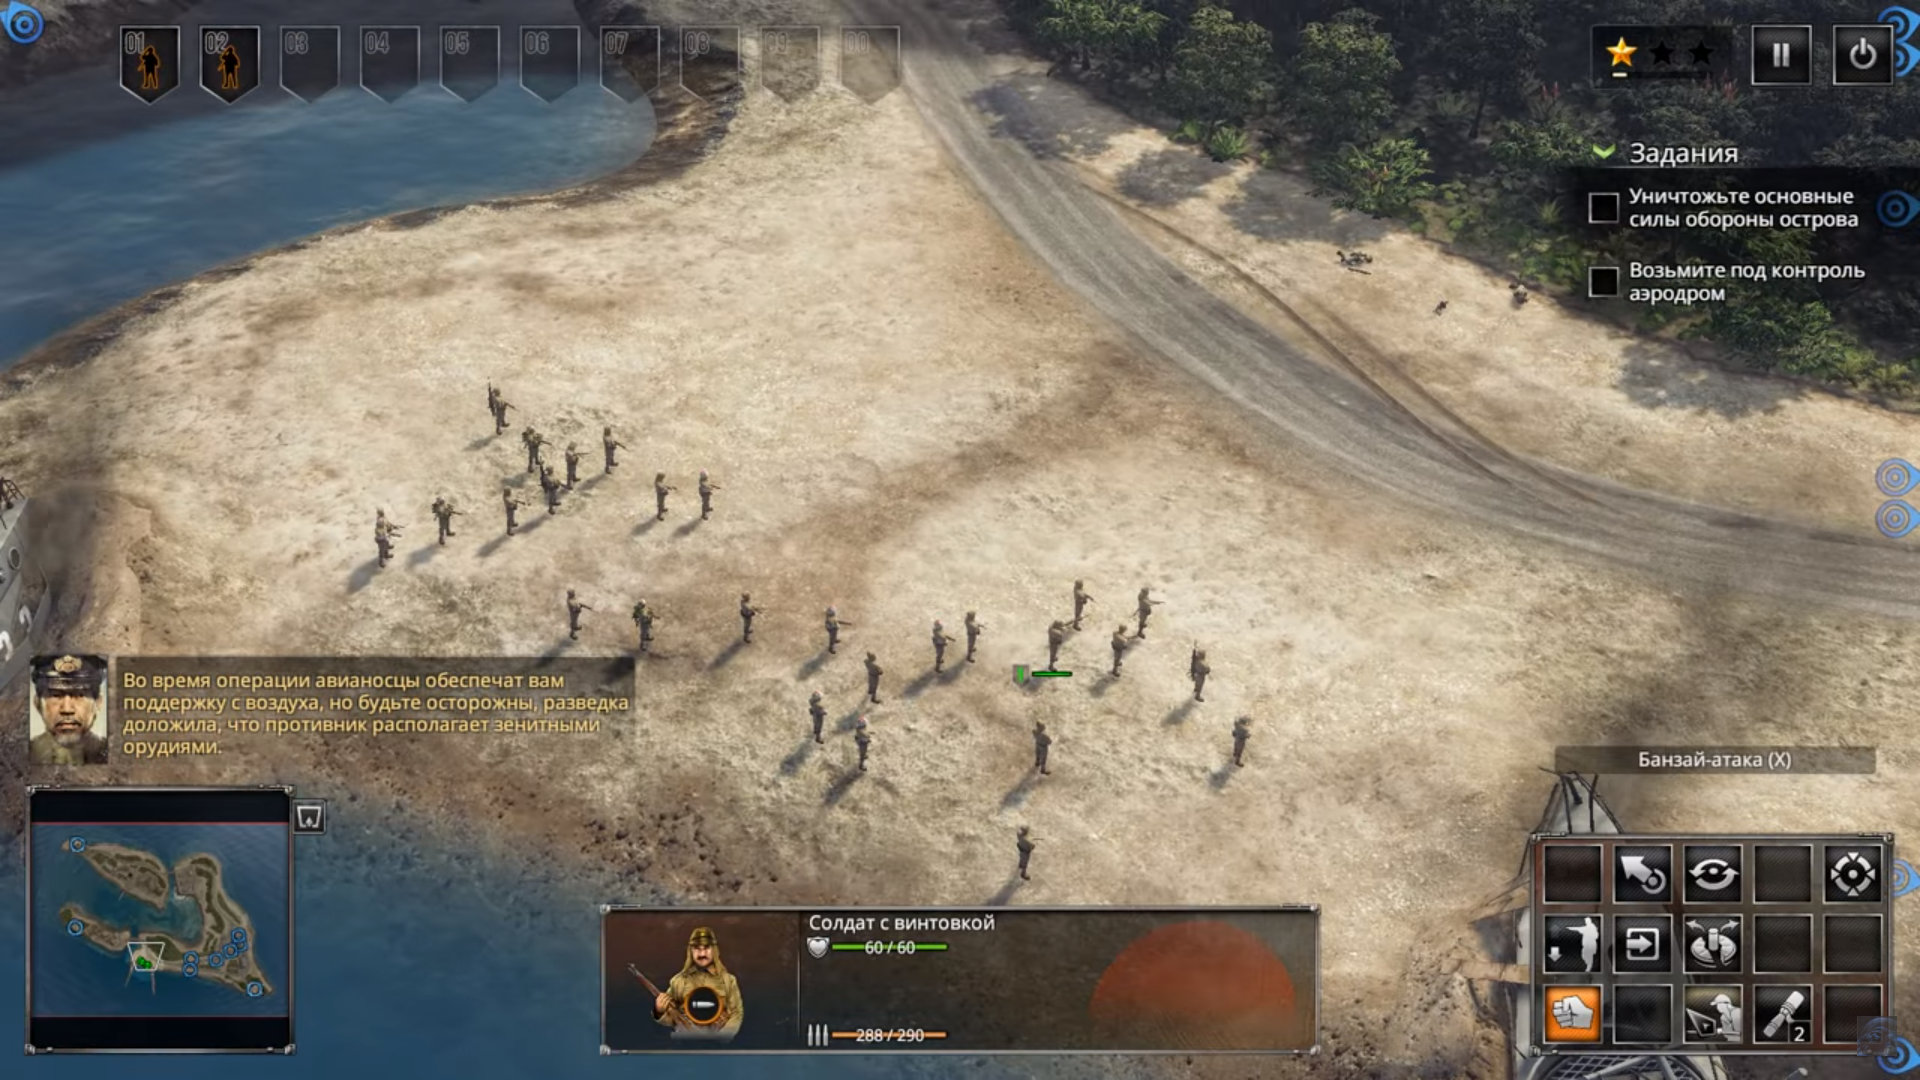 01 02 03 04 05 06 07 08 09 00
Задания
Уничтожьте основные
силы обороны острова
Возьмите под контроль
аэродром
Во время операции авианосцы обеспечат вам
поддержку с воздуха, но будьте осторожны, разведка
доложила, что противник располагает зенитными
орудиями.
Банзай-атака (X)
Солдат с винтовкой
60 / 60
288 / 290
2